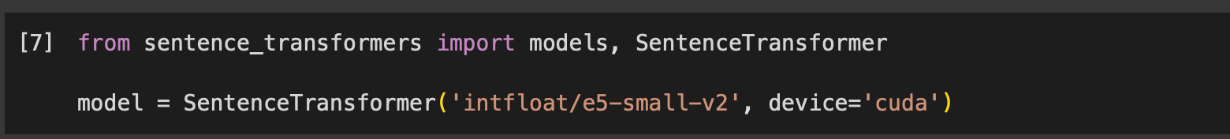 [7] from sentence_transformers import models, SentenceTransformer
model = SentenceTransformer('intfloat/e5-small-v2', device='cuda')